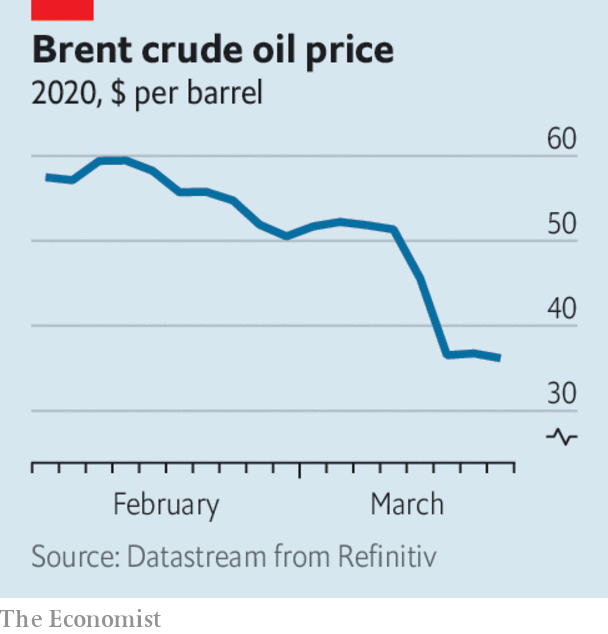 Brent crude oil price
2020, $ per barrel
60
50
40
30
February March
Source: Datastream from Refinitiv
The Economist